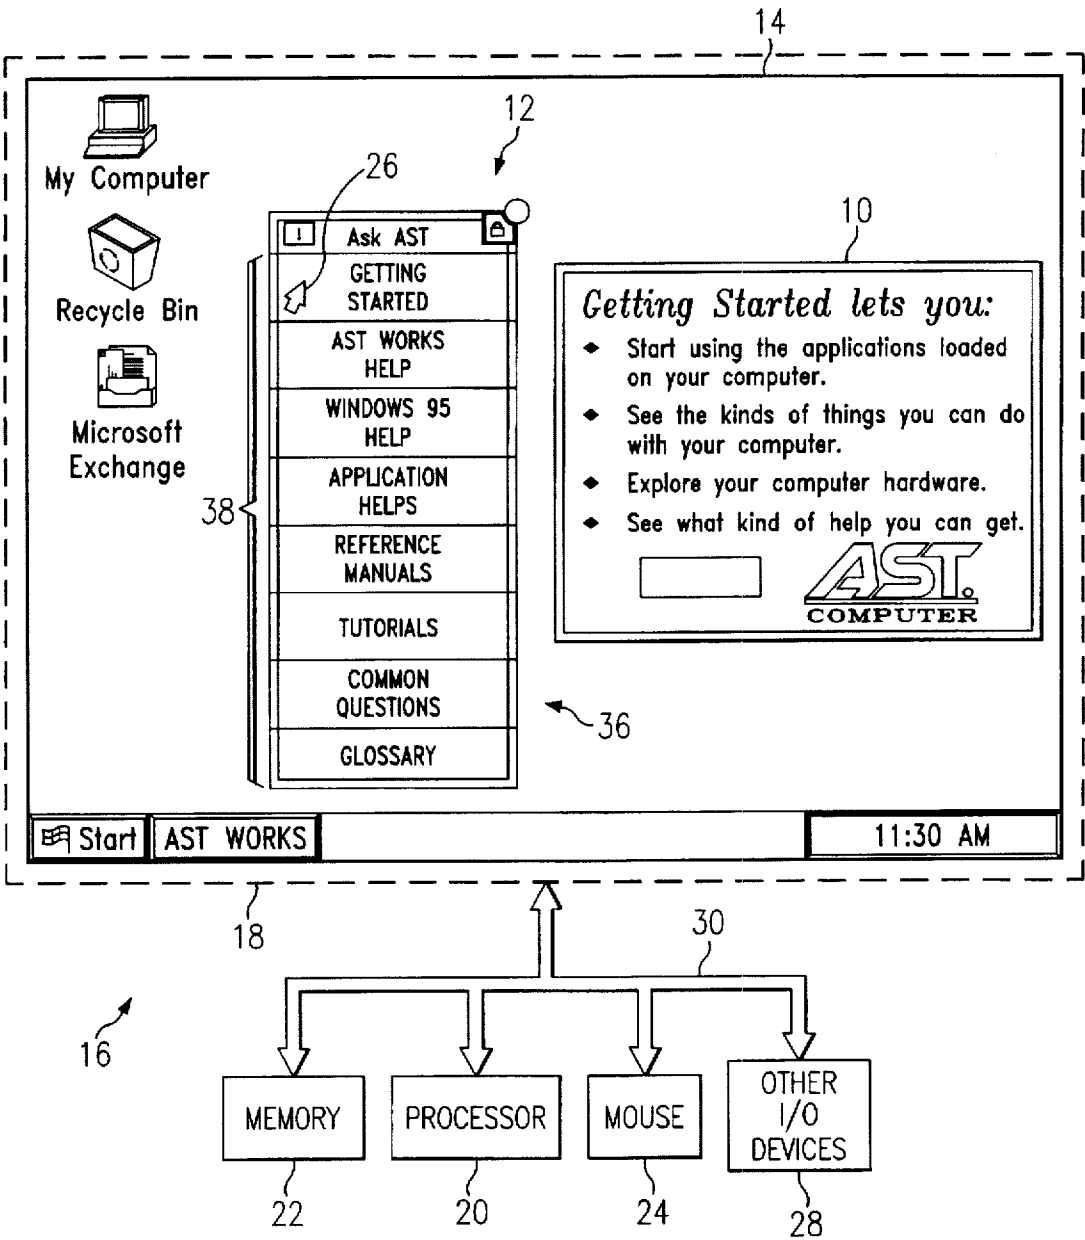 14
12
My Computer
26
10
! Ask AST
GETTING
STARTED
Recycle Bin
AST WORKS
HELP
WINDOWS 95
HELP
Microsoft
Exchange
APPLICATION
HELPS
38
REFERENCE
MANUALS
TUTORIALS
COMMON
QUESTIONS
GLOSSARY
Getting Started lets you:
◆ Start using the applications loaded
on your computer.
◆ See the kinds of things you can do
with your computer.
◆ Explore your computer hardware.
◆ See what kind of help you can get.
AST.
COMPUTER
36
Start AST WORKS 11:30 AM
18
30
16
MEMORY
PROCESSOR
MOUSE
OTHER
I/O
DEVICES
22
20
24
28